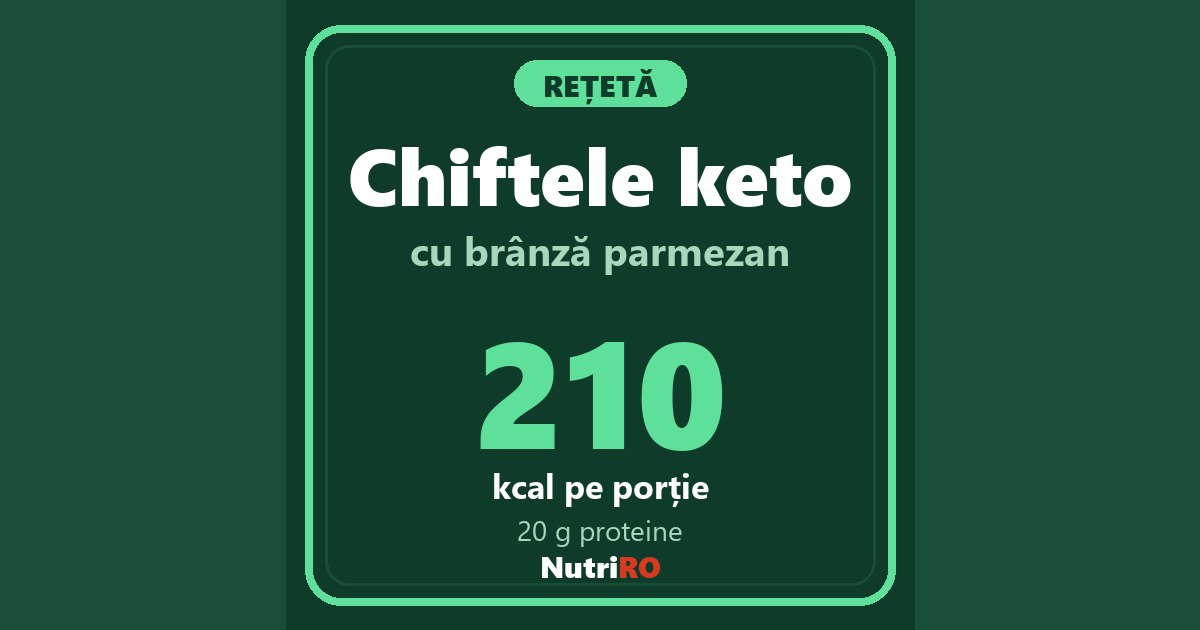 REȚETĂ
Chiftele keto
cu brânză parmezan
210
kcal pe porție
20 g proteine
NutriRO